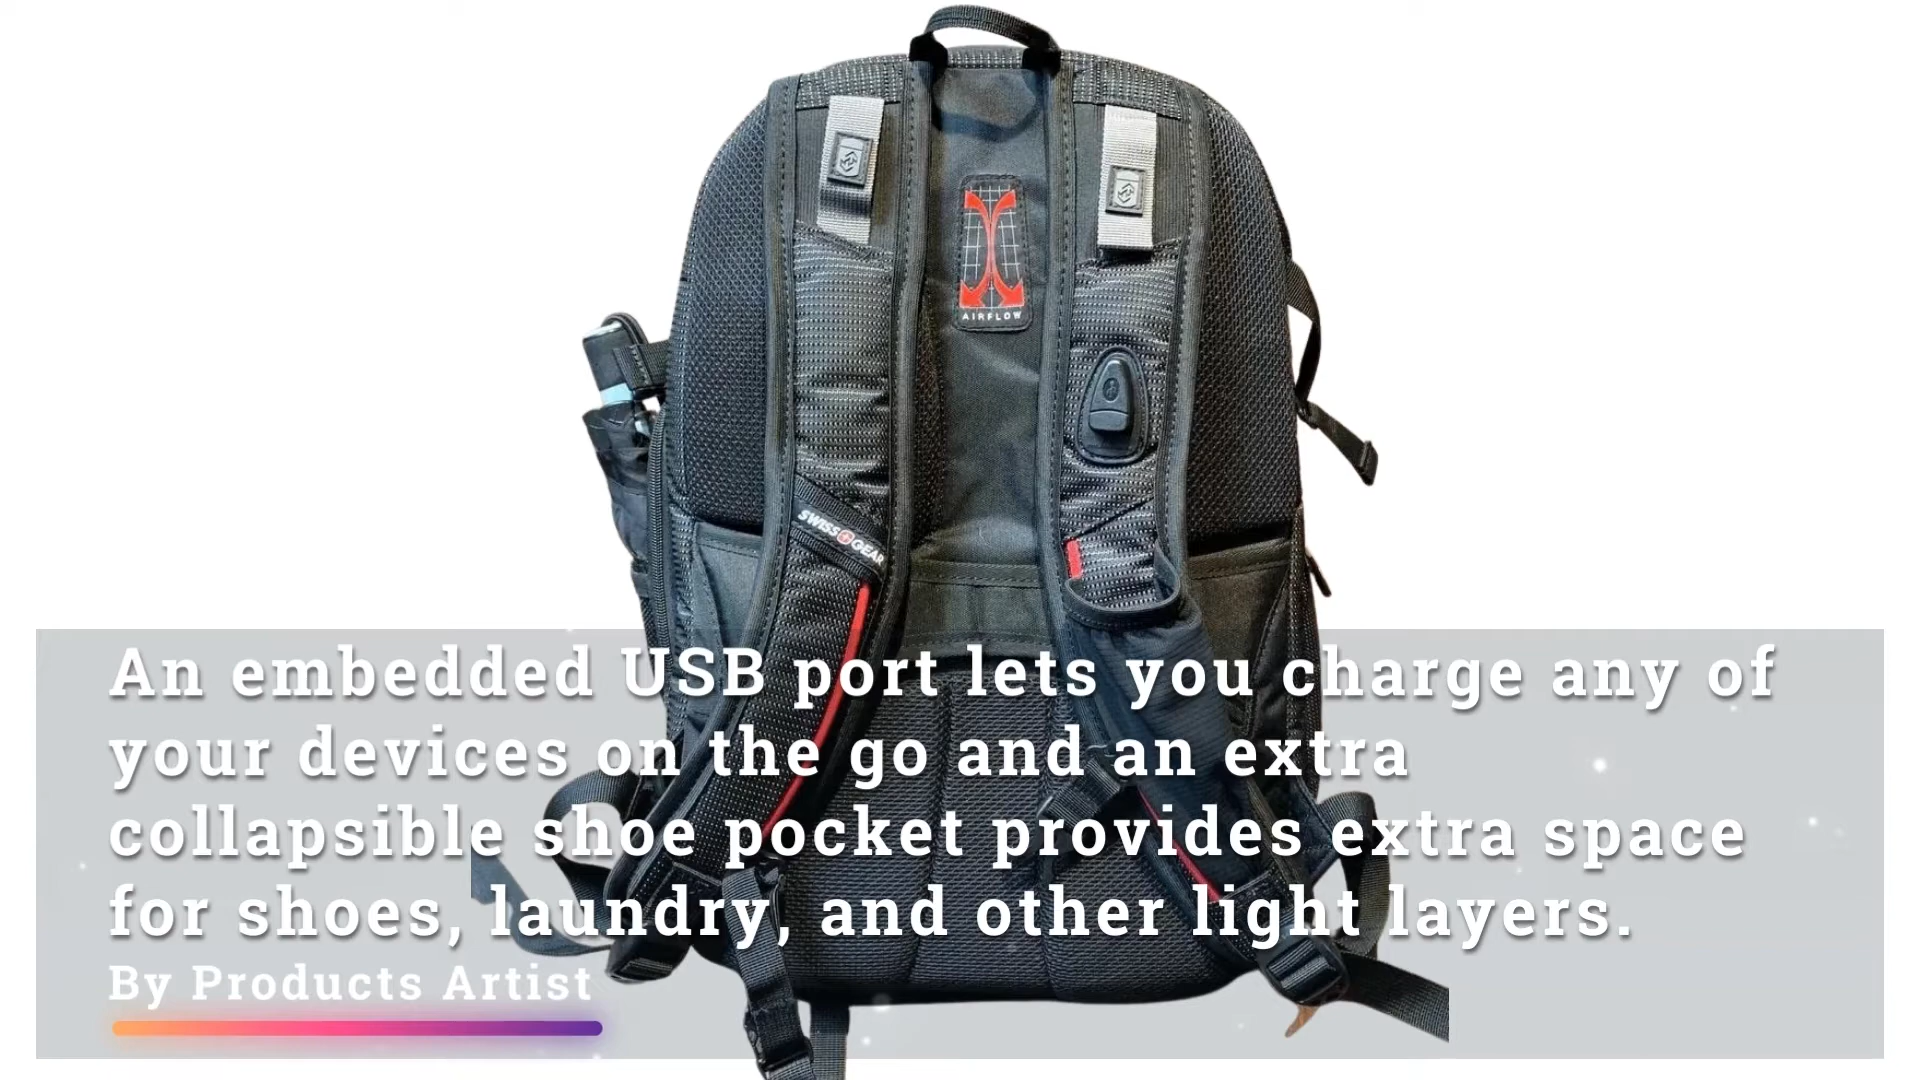 AIRFLOW
SWISS GEAR
An embedded USB port lets you charge any of
your devices on the go and an extra
collapsible shoe pocket provides extra space
for shoes, laundry, and other light layers.
By Products Artist